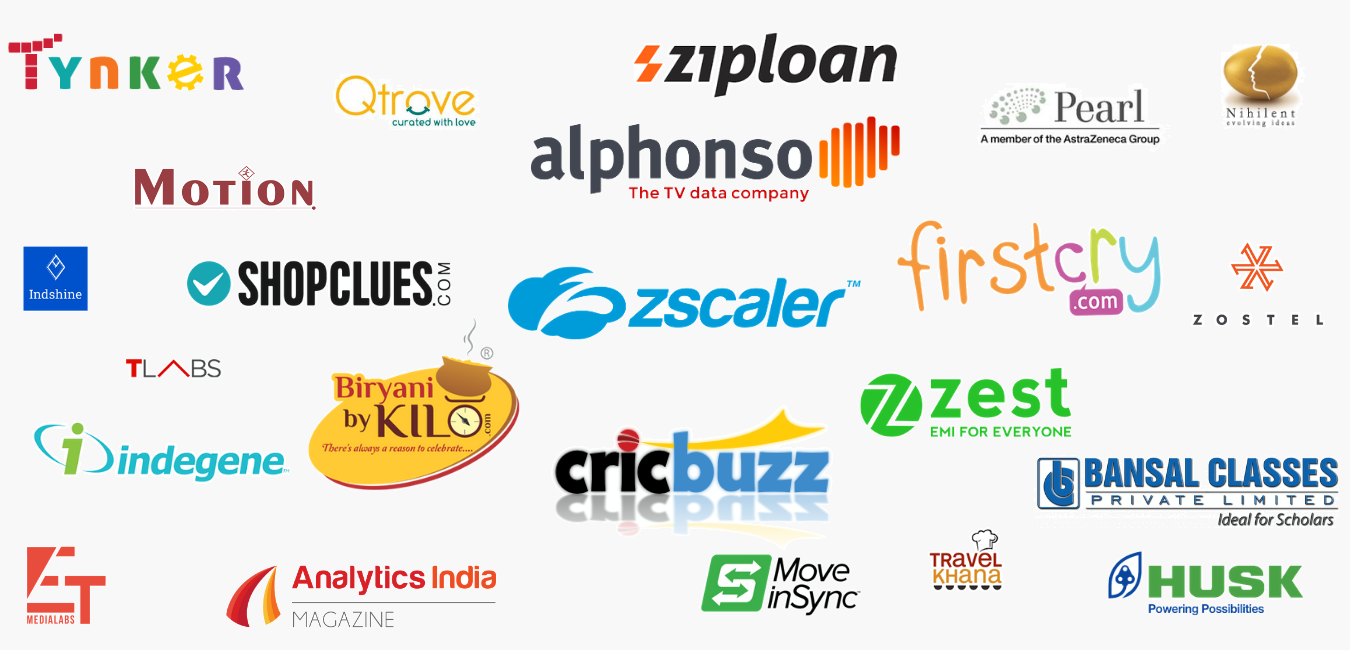 TYNKER
ziploan
Qtrove
curated with love
Pearl
A member of the AstraZeneca Group
Nihilent
evolving ideas
alphonso
The TV data company
MOTION
firstcry
.com
Indshine
SHOPCLUES.COM
zscaler™
ZOSTEL
TLABS
®
Biryani
by KILO.com
There's always a reason to celebrate....
zest
EMI FOR EVERYONE
indegene
cricbuzz
BANSAL CLASSES
PRIVATE LIMITED
Ideal for Scholars
ET
MEDIALABS
Analytics India
MAGAZINE
Move
inSync
TRAVEL
KHANA
HUSK
Powering Possibilities